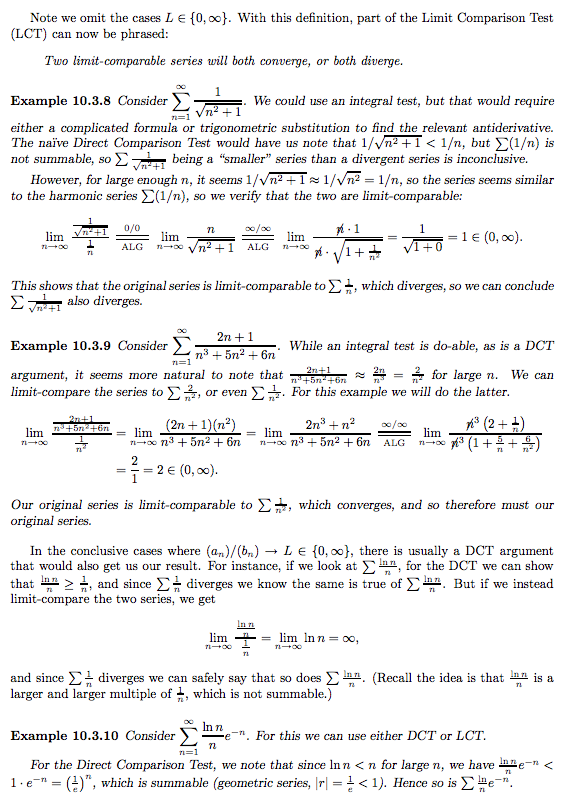 Note we omit the cases L ∈ {0, ∞}. With this definition, part of the Limit Comparison Test
(LCT) can now be phrased:
Two limit-comparable series will both converge, or both diverge.
Example 10.3.8 Consider $\sum_{n=1}^{\infty} \frac{1}{\sqrt{n^2+1}}$. We could use an integral test, but that would require
either a complicated formula or trigonometric substitution to find the relevant antiderivative.
The naïve Direct Comparison Test would have us note that $1/\sqrt{n^2+1} < 1/n$, but $\sum(1/n)$ is
not summable, so $\sum \frac{1}{\sqrt{n^2+1}}$ being a “smaller” series than a divergent series is inconclusive.
However, for large enough n, it seems $1/\sqrt{n^2+1} \approx 1/\sqrt{n^2} = 1/n$, so the series seems similar
to the harmonic series $\sum(1/n)$, so we verify that the two are limit-comparable:
$\lim_{n\to\infty} \frac{\frac{1}{\sqrt{n^2+1}}}{\frac{1}{n}} \overset{0/0}{\underset{ALG}{=}} \lim_{n\to\infty} \frac{n}{\sqrt{n^2+1}} \overset{\infty/\infty}{\underset{ALG}{=}} \lim_{n\to\infty} \frac{\not{n} \cdot 1}{\not{n} \cdot \sqrt{1+\frac{1}{n^2}}} = \frac{1}{\sqrt{1+0}} = 1 \in (0, \infty).$
This shows that the original series is limit-comparable to $\sum \frac{1}{n}$, which diverges, so we can conclude
$\sum \frac{1}{\sqrt{n^2+1}}$ also diverges.
Example 10.3.9 Consider $\sum_{n=1}^{\infty} \frac{2n+1}{n^3+5n^2+6n}$. While an integral test is do-able, as is a DCT
argument, it seems more natural to note that $\frac{2n+1}{n^3+5n^2+6n} \approx \frac{2n}{n^3} = \frac{2}{n^2}$ for large n. We can
limit-compare the series to $\sum \frac{2}{n^2}$, or even $\sum \frac{1}{n^2}$. For this example we will do the latter.
$\lim_{n\to\infty} \frac{\frac{2n+1}{n^3+5n^2+6n}}{\frac{1}{n^2}} = \lim_{n\to\infty} \frac{(2n+1)(n^2)}{n^3+5n^2+6n} = \lim_{n\to\infty} \frac{2n^3+n^2}{n^3+5n^2+6n} \overset{\infty/\infty}{\underset{ALG}{=}} \lim_{n\to\infty} \frac{\not{n}^3 (2+\frac{1}{n})}{\not{n}^3 (1+\frac{5}{n}+\frac{6}{n^2})}$
$= \frac{2}{1} = 2 \in (0, \infty).$
Our original series is limit-comparable to $\sum \frac{1}{n^2}$, which converges, and so therefore must our
original series.
In the conclusive cases where $(a_n)/(b_n) \to L \in \{0, \infty\}$, there is usually a DCT argument
that would also get us our result. For instance, if we look at $\sum \frac{\ln n}{n}$, for the DCT we can show
that $\frac{\ln n}{n} \geq \frac{1}{n}$, and since $\sum \frac{1}{n}$ diverges we know the same is true of $\sum \frac{\ln n}{n}$. But if we instead
limit-compare the two series, we get
$\lim_{n\to\infty} \frac{\frac{\ln n}{n}}{\frac{1}{n}} = \lim_{n\to\infty} \ln n = \infty,$
and since $\sum \frac{1}{n}$ diverges we can safely say that so does $\sum \frac{\ln n}{n}$. (Recall the idea is that $\frac{\ln n}{n}$ is a
larger and larger multiple of $\frac{1}{n}$, which is not summable.)
Example 10.3.10 Consider $\sum_{n=1}^{\infty} \frac{\ln n}{n} e^{-n}$. For this we can use either DCT or LCT.
For the Direct Comparison Test, we note that since $\ln n < n$ for large n, we have $\frac{\ln n}{n} e^{-n} <$
$1 \cdot e^{-n} = \left(\frac{1}{e}\right)^n$, which is summable (geometric series, $|r| = \frac{1}{e} < 1$). Hence so is $\sum \frac{\ln n}{n} e^{-n}$.